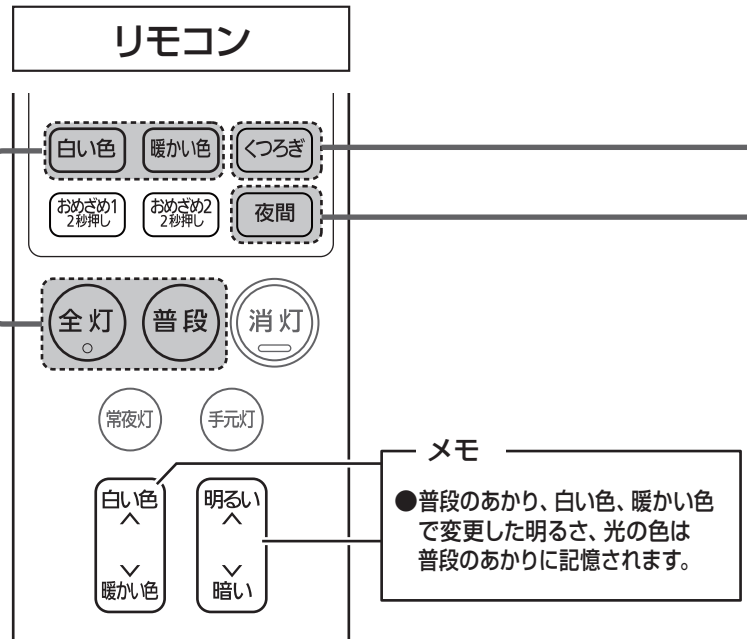 リモコン
白い色 暖かい色 くつろぎ
おめざめ1 おめざめ2 夜間
2秒押し 2秒押し
全灯 普段 消灯
常夜灯 手元灯
白い色 明るい
暖かい色 暗い
メモ
●普段のあかり、白い色、暖かい色
で変更した明るさ、光の色は
普段のあかりに記憶されます。